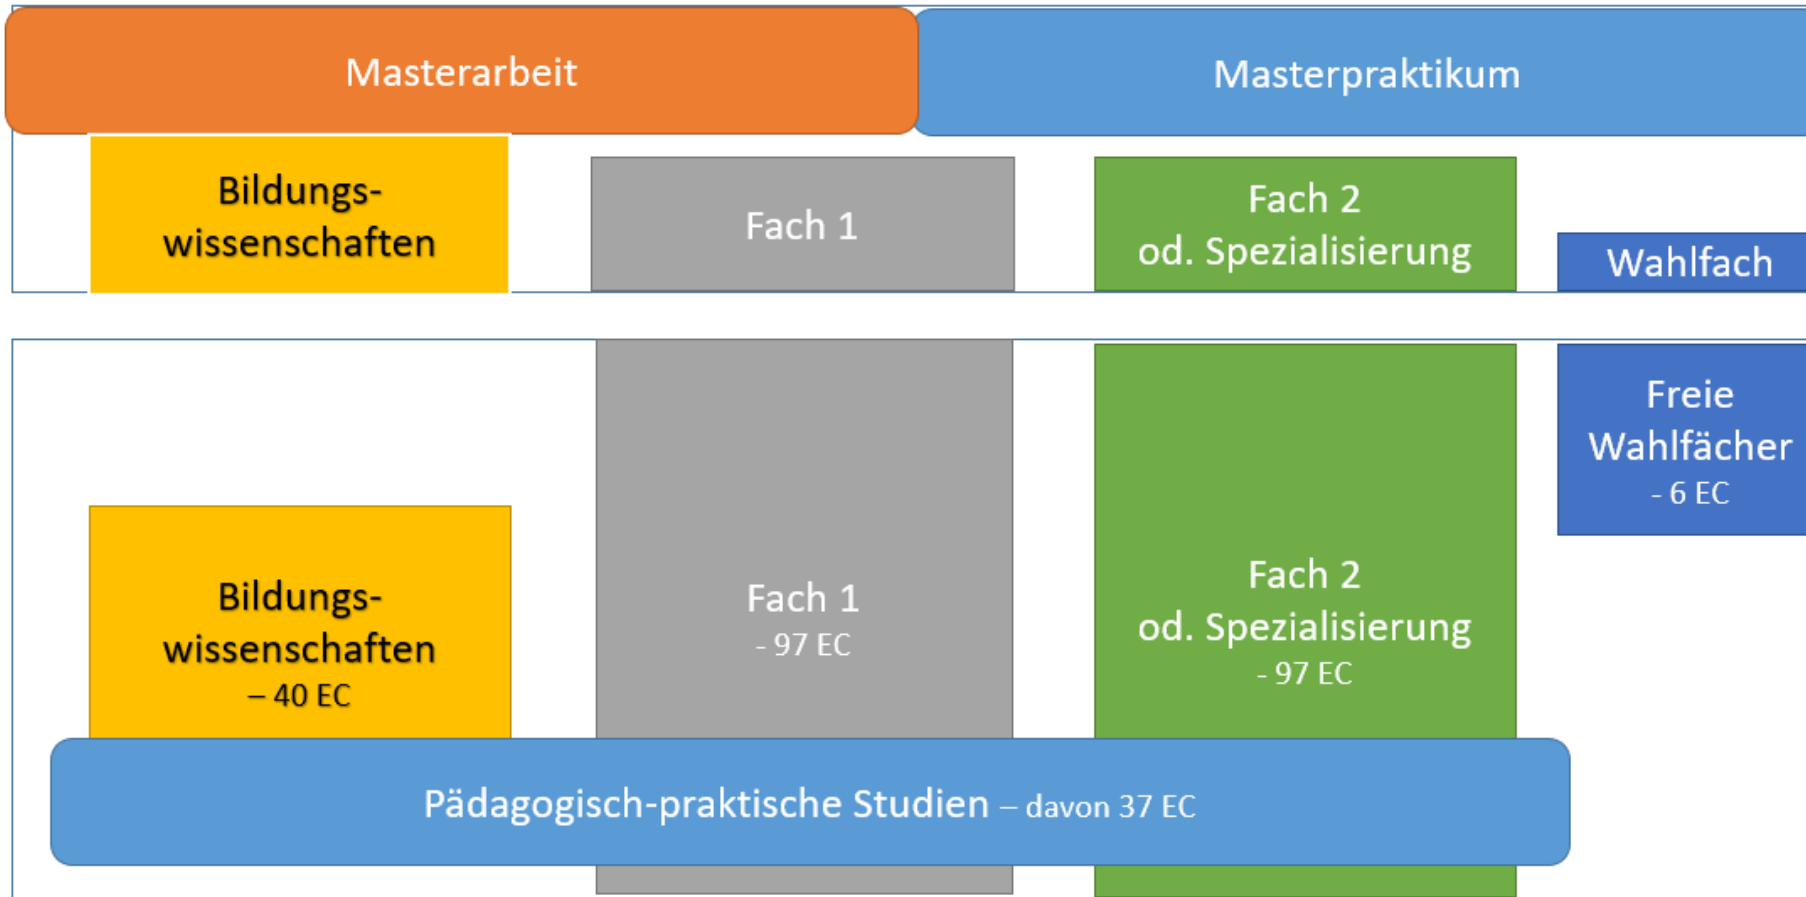 Masterarbeit
Masterpraktikum
Bildungs-
wissenschaften
Fach 1
Fach 2
od. Spezialisierung
Wahlfach
Bildungs-
wissenschaften
– 40 EC
Fach 1
- 97 EC
Fach 2
od. Spezialisierung
- 97 EC
Freie
Wahlfächer
- 6 EC
Pädagogisch-praktische Studien – davon 37 EC